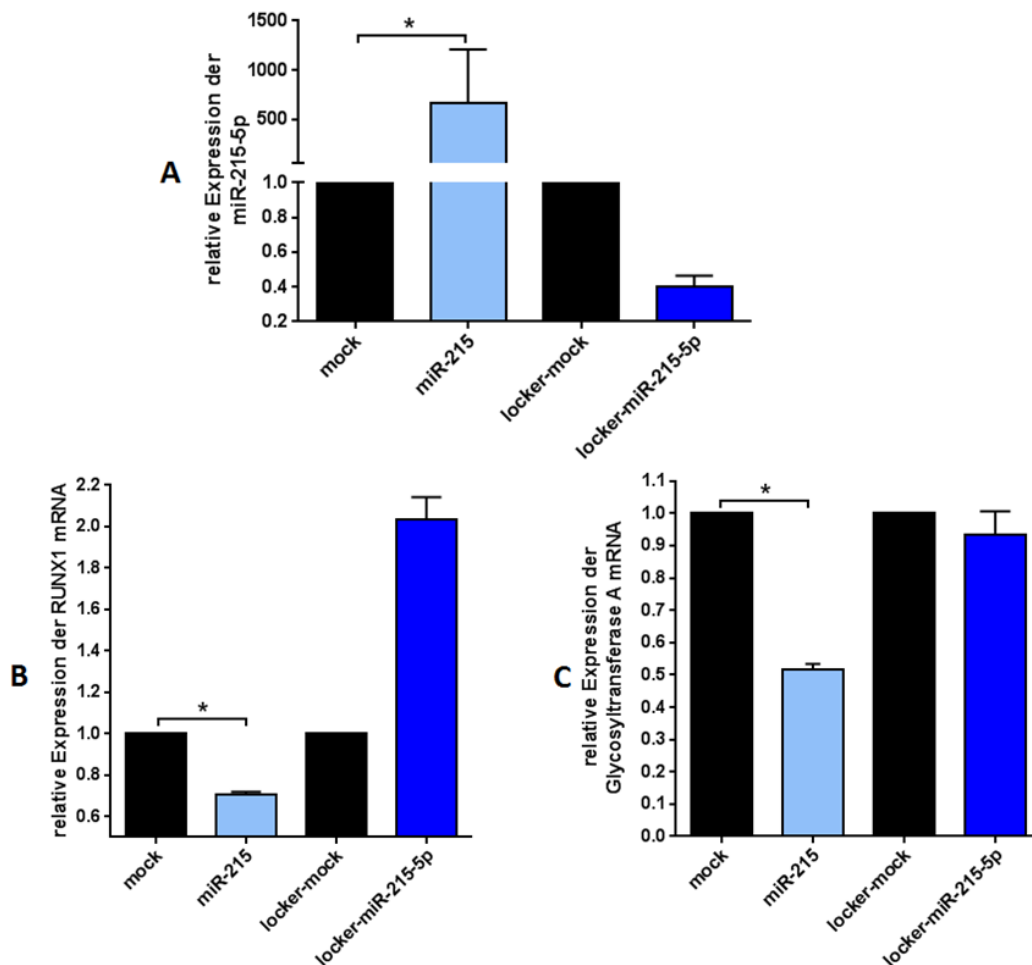 A
relative Expression der
miR-215-5p
1500
1000
500
1.0
0.8
0.6
0.4
0.2
*
mock
miR-215
locker-mock
locker-miR-215-5p
B
relative Expression der RUNX1 mRNA
2.2
2.0
1.8
1.6
1.4
1.2
1.0
0.8
0.6
*
mock
miR-215
locker-mock
locker-miR-215-5p
C
relative Expression der
Glycosyltransferase A mRNA
1.1
1.0
0.9
0.8
0.7
0.6
0.5
0.4
0.3
0.2
0.1
0.0
*
mock
miR-215
locker-mock
locker-miR-215-5p